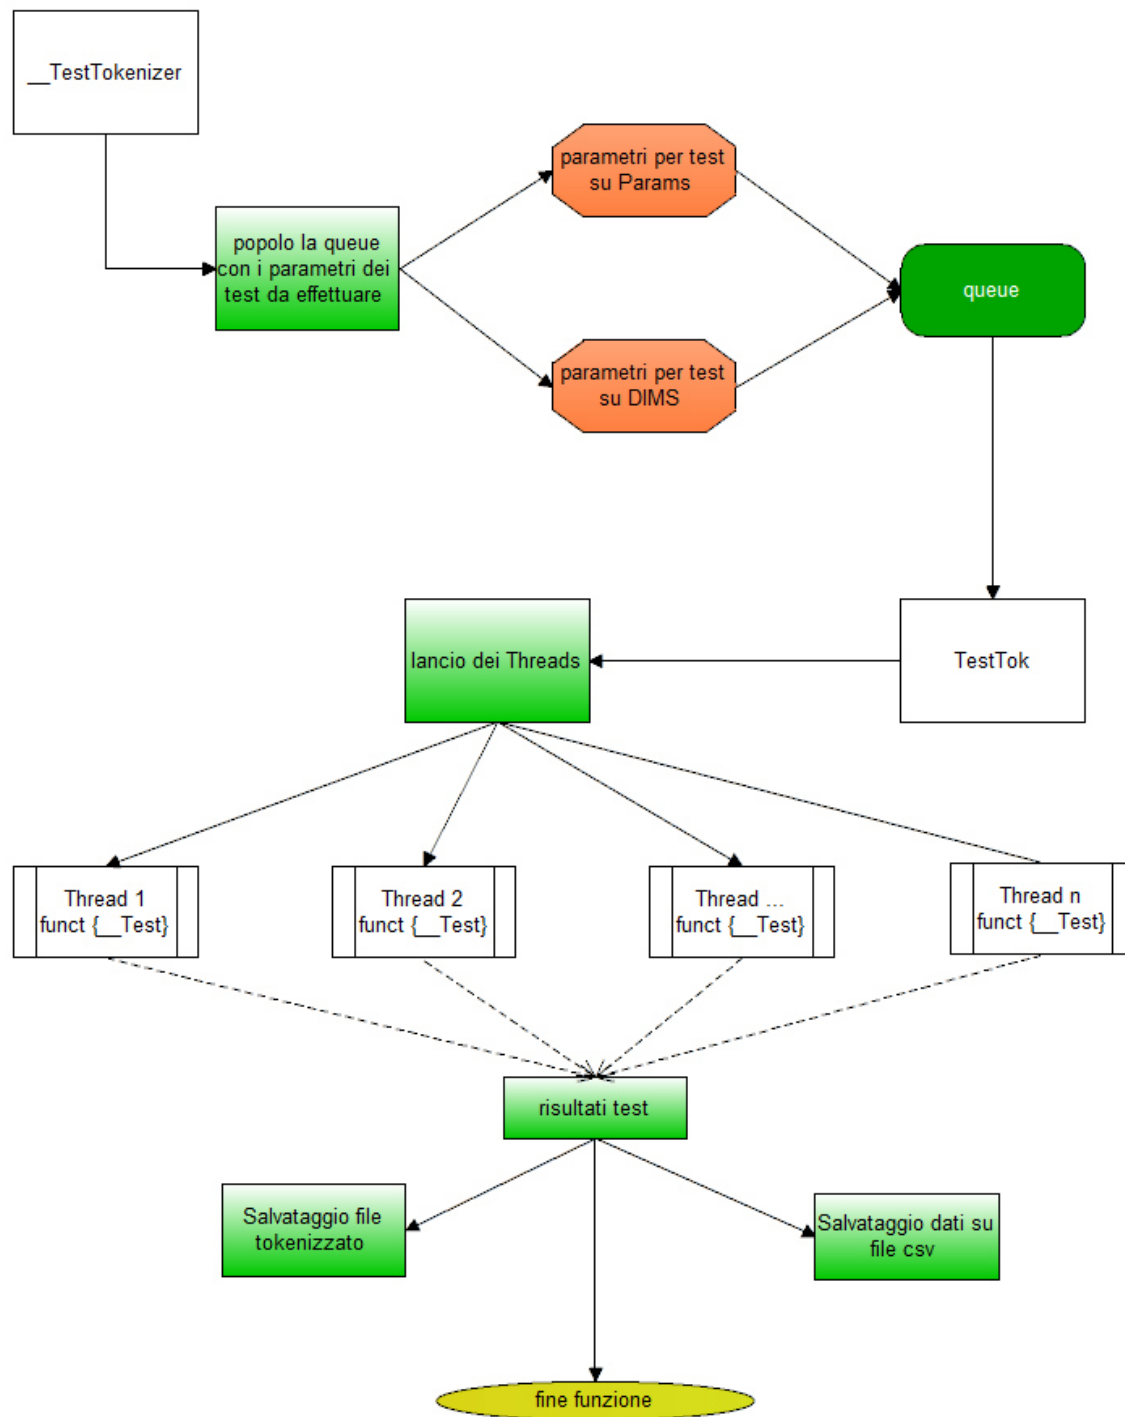 __TestTokenizer
parametri per test
su Params
popolo la queue
con i parametri dei
test da effettuare
queue
parametri per test
su DIMS
lancio dei Threads
TestTok
Thread 1
funct {__Test}
Thread 2
funct {__Test}
Thread ...
funct {__Test}
Thread n
funct {__Test}
risultati test
Salvataggio file
tokenizzato
Salvataggio dati su
file csv
fine funzione